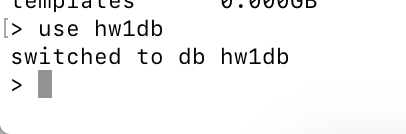 templates 0.000GB
[> use hw1db
switched to db hw1db
>